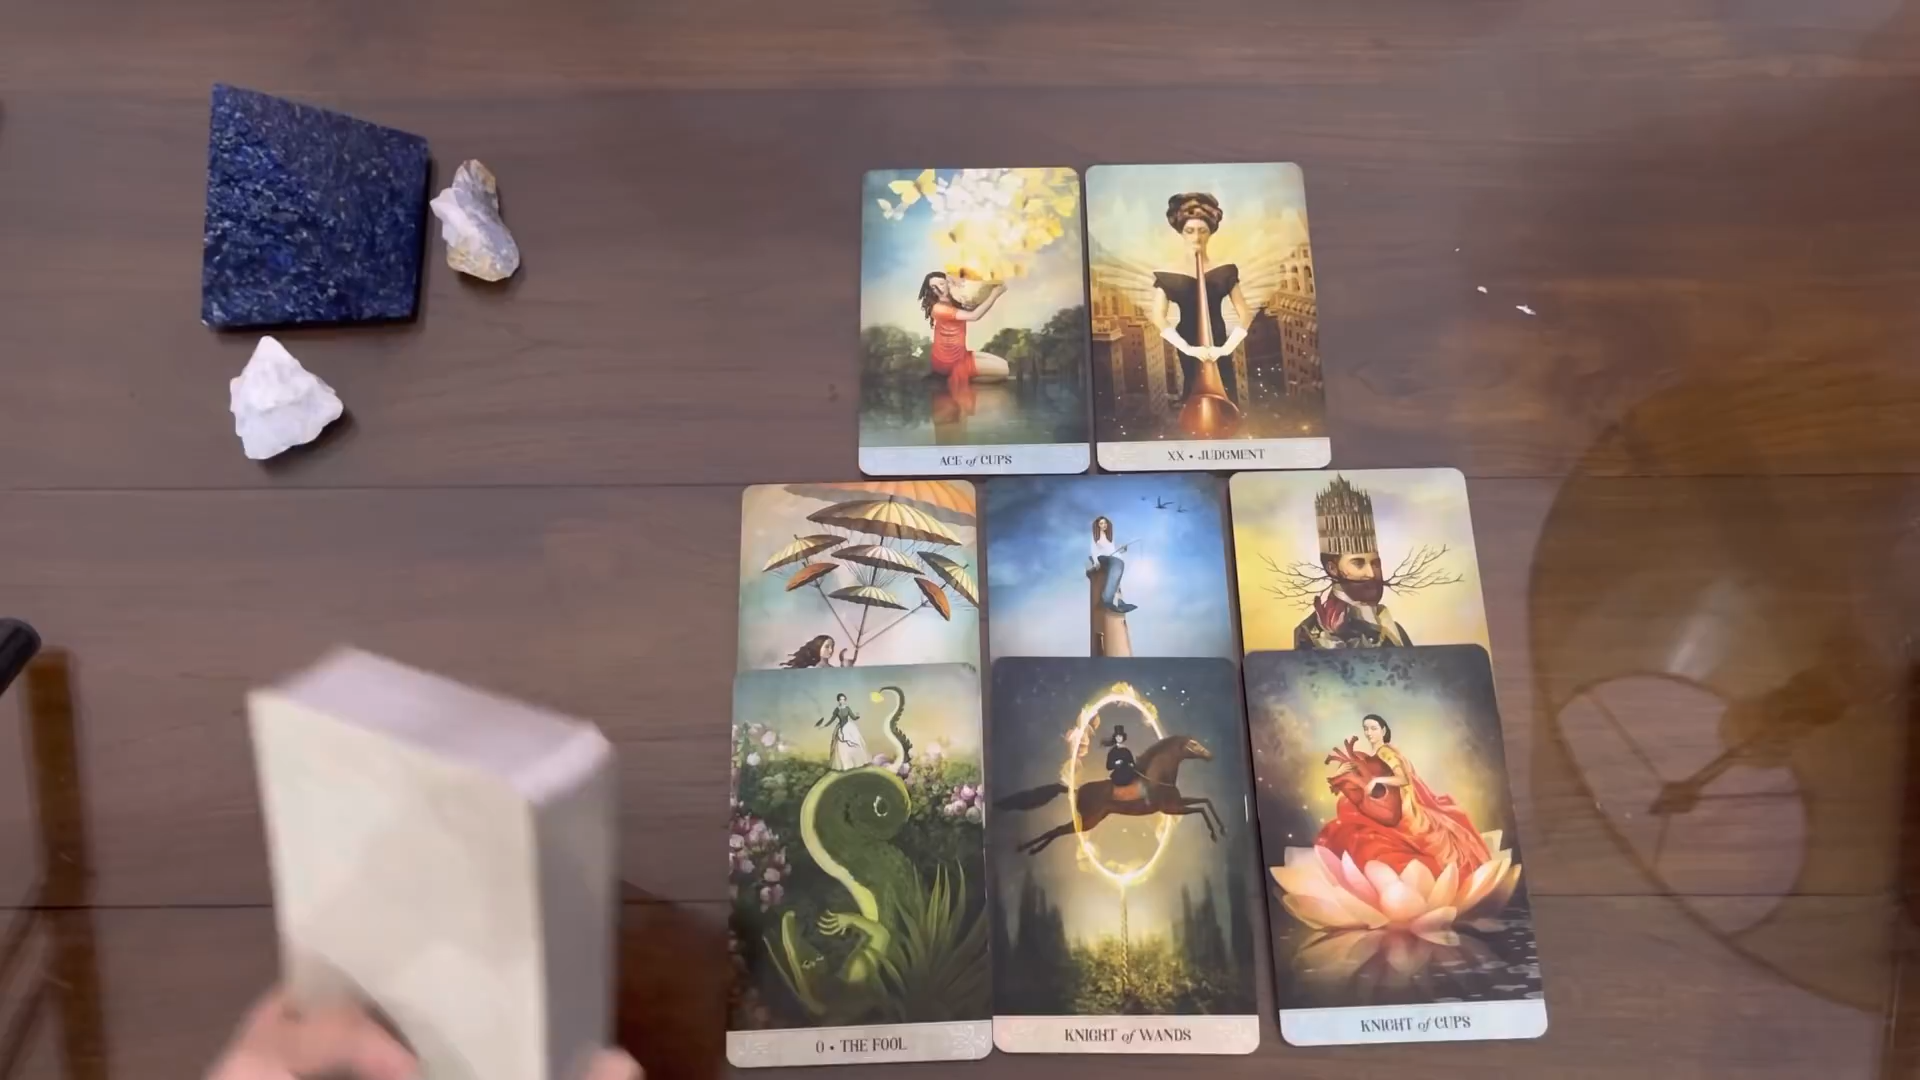 ACE of CUPS
XX • JUDGMENT
0 • THE FOOL
KNIGHT of WANDS
KNIGHT of CUPS